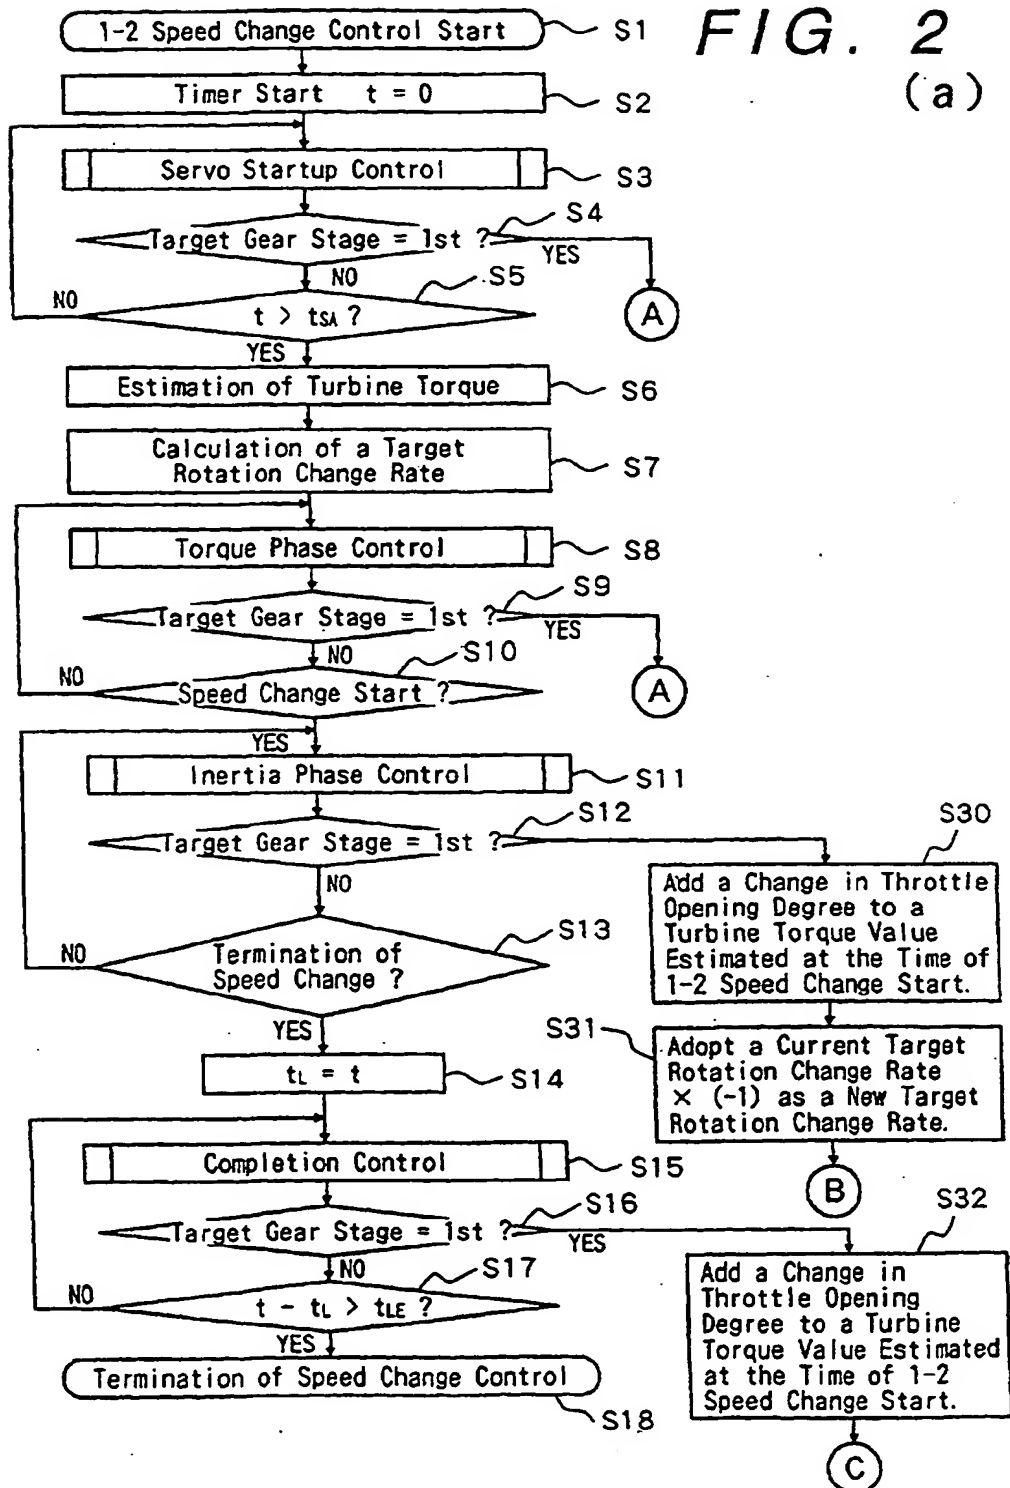 FIG. 2
(a)
1-2 Speed Change Control Start
S1
Timer Start t = 0
S2
Servo Startup Control
S3
S4
Target Gear Stage = 1st ?
YES
NO
A
S5
NO
t > tSA ?
YES
Estimation of Turbine Torque
S6
Calculation of a Target
Rotation Change Rate
S7
Torque Phase Control
S8
S9
Target Gear Stage = 1st ?
YES
NO
A
S10
NO
Speed Change Start ?
YES
Inertia Phase Control
S11
S12
Target Gear Stage = 1st ?
NO
S30
Add a Change in Throttle
Opening Degree to a
Turbine Torque Value
Estimated at the Time of
1-2 Speed Change Start.
S13
NO
Termination of
Speed Change ?
YES
S31
Adopt a Current Target
Rotation Change Rate
× (-1) as a New Target
Rotation Change Rate.
B
tL = t
S14
Completion Control
S15
S16
Target Gear Stage = 1st ?
YES
NO
S32
Add a Change in
Throttle Opening
Degree to a Turbine
Torque Value Estimated
at the Time of 1-2
Speed Change Start.
C
S17
NO
t - tL > tLE ?
YES
Termination of Speed Change Control
S18